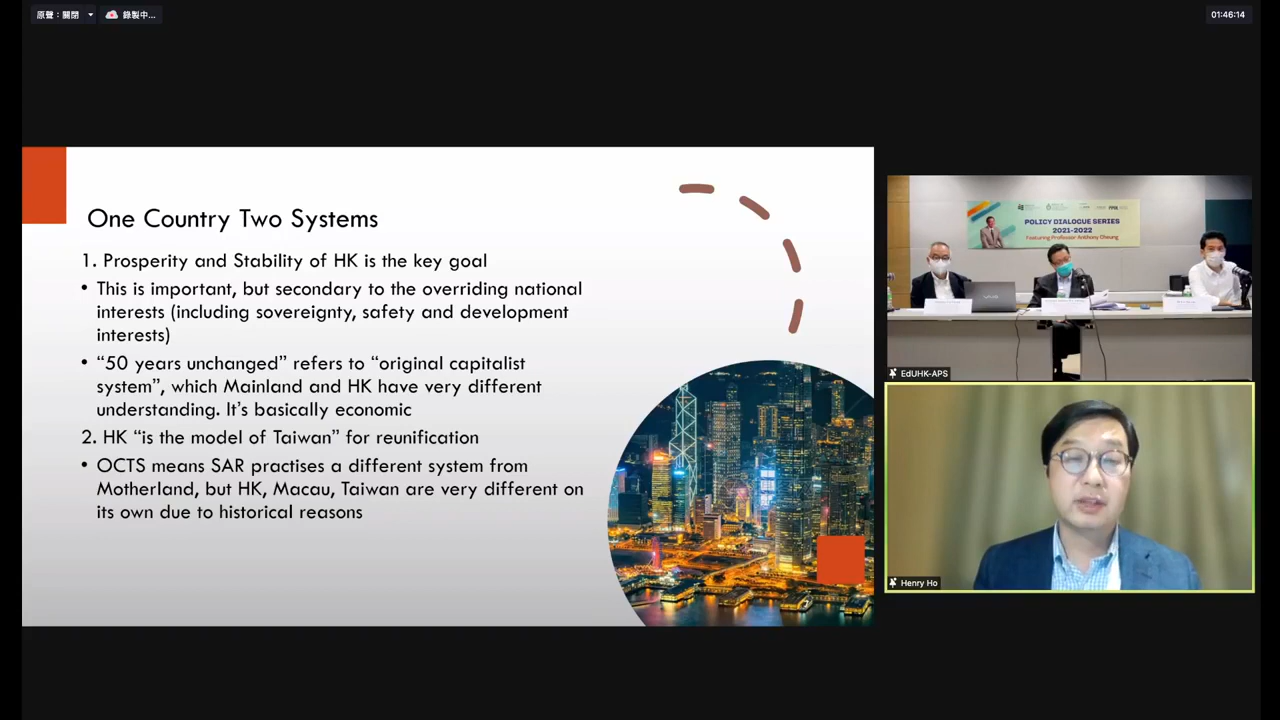 原聲：關閉
錄製中...
01:46:14
One Country Two Systems
1. Prosperity and Stability of HK is the key goal
• This is important, but secondary to the overriding national
interests (including sovereignty, safety and development
interests)
• “50 years unchanged” refers to “original capitalist
system”, which Mainland and HK have very different
understanding. It’s basically economic
2. HK “is the model of Taiwan” for reunification
• OCTS means SAR practises a different system from
Motherland, but HK, Macau, Taiwan are very different on
its own due to historical reasons
POLICY DIALOGUE SERIES
2021-2022
Featuring Professor Anthony Cheung
EdUHK-APS
Henry Ho